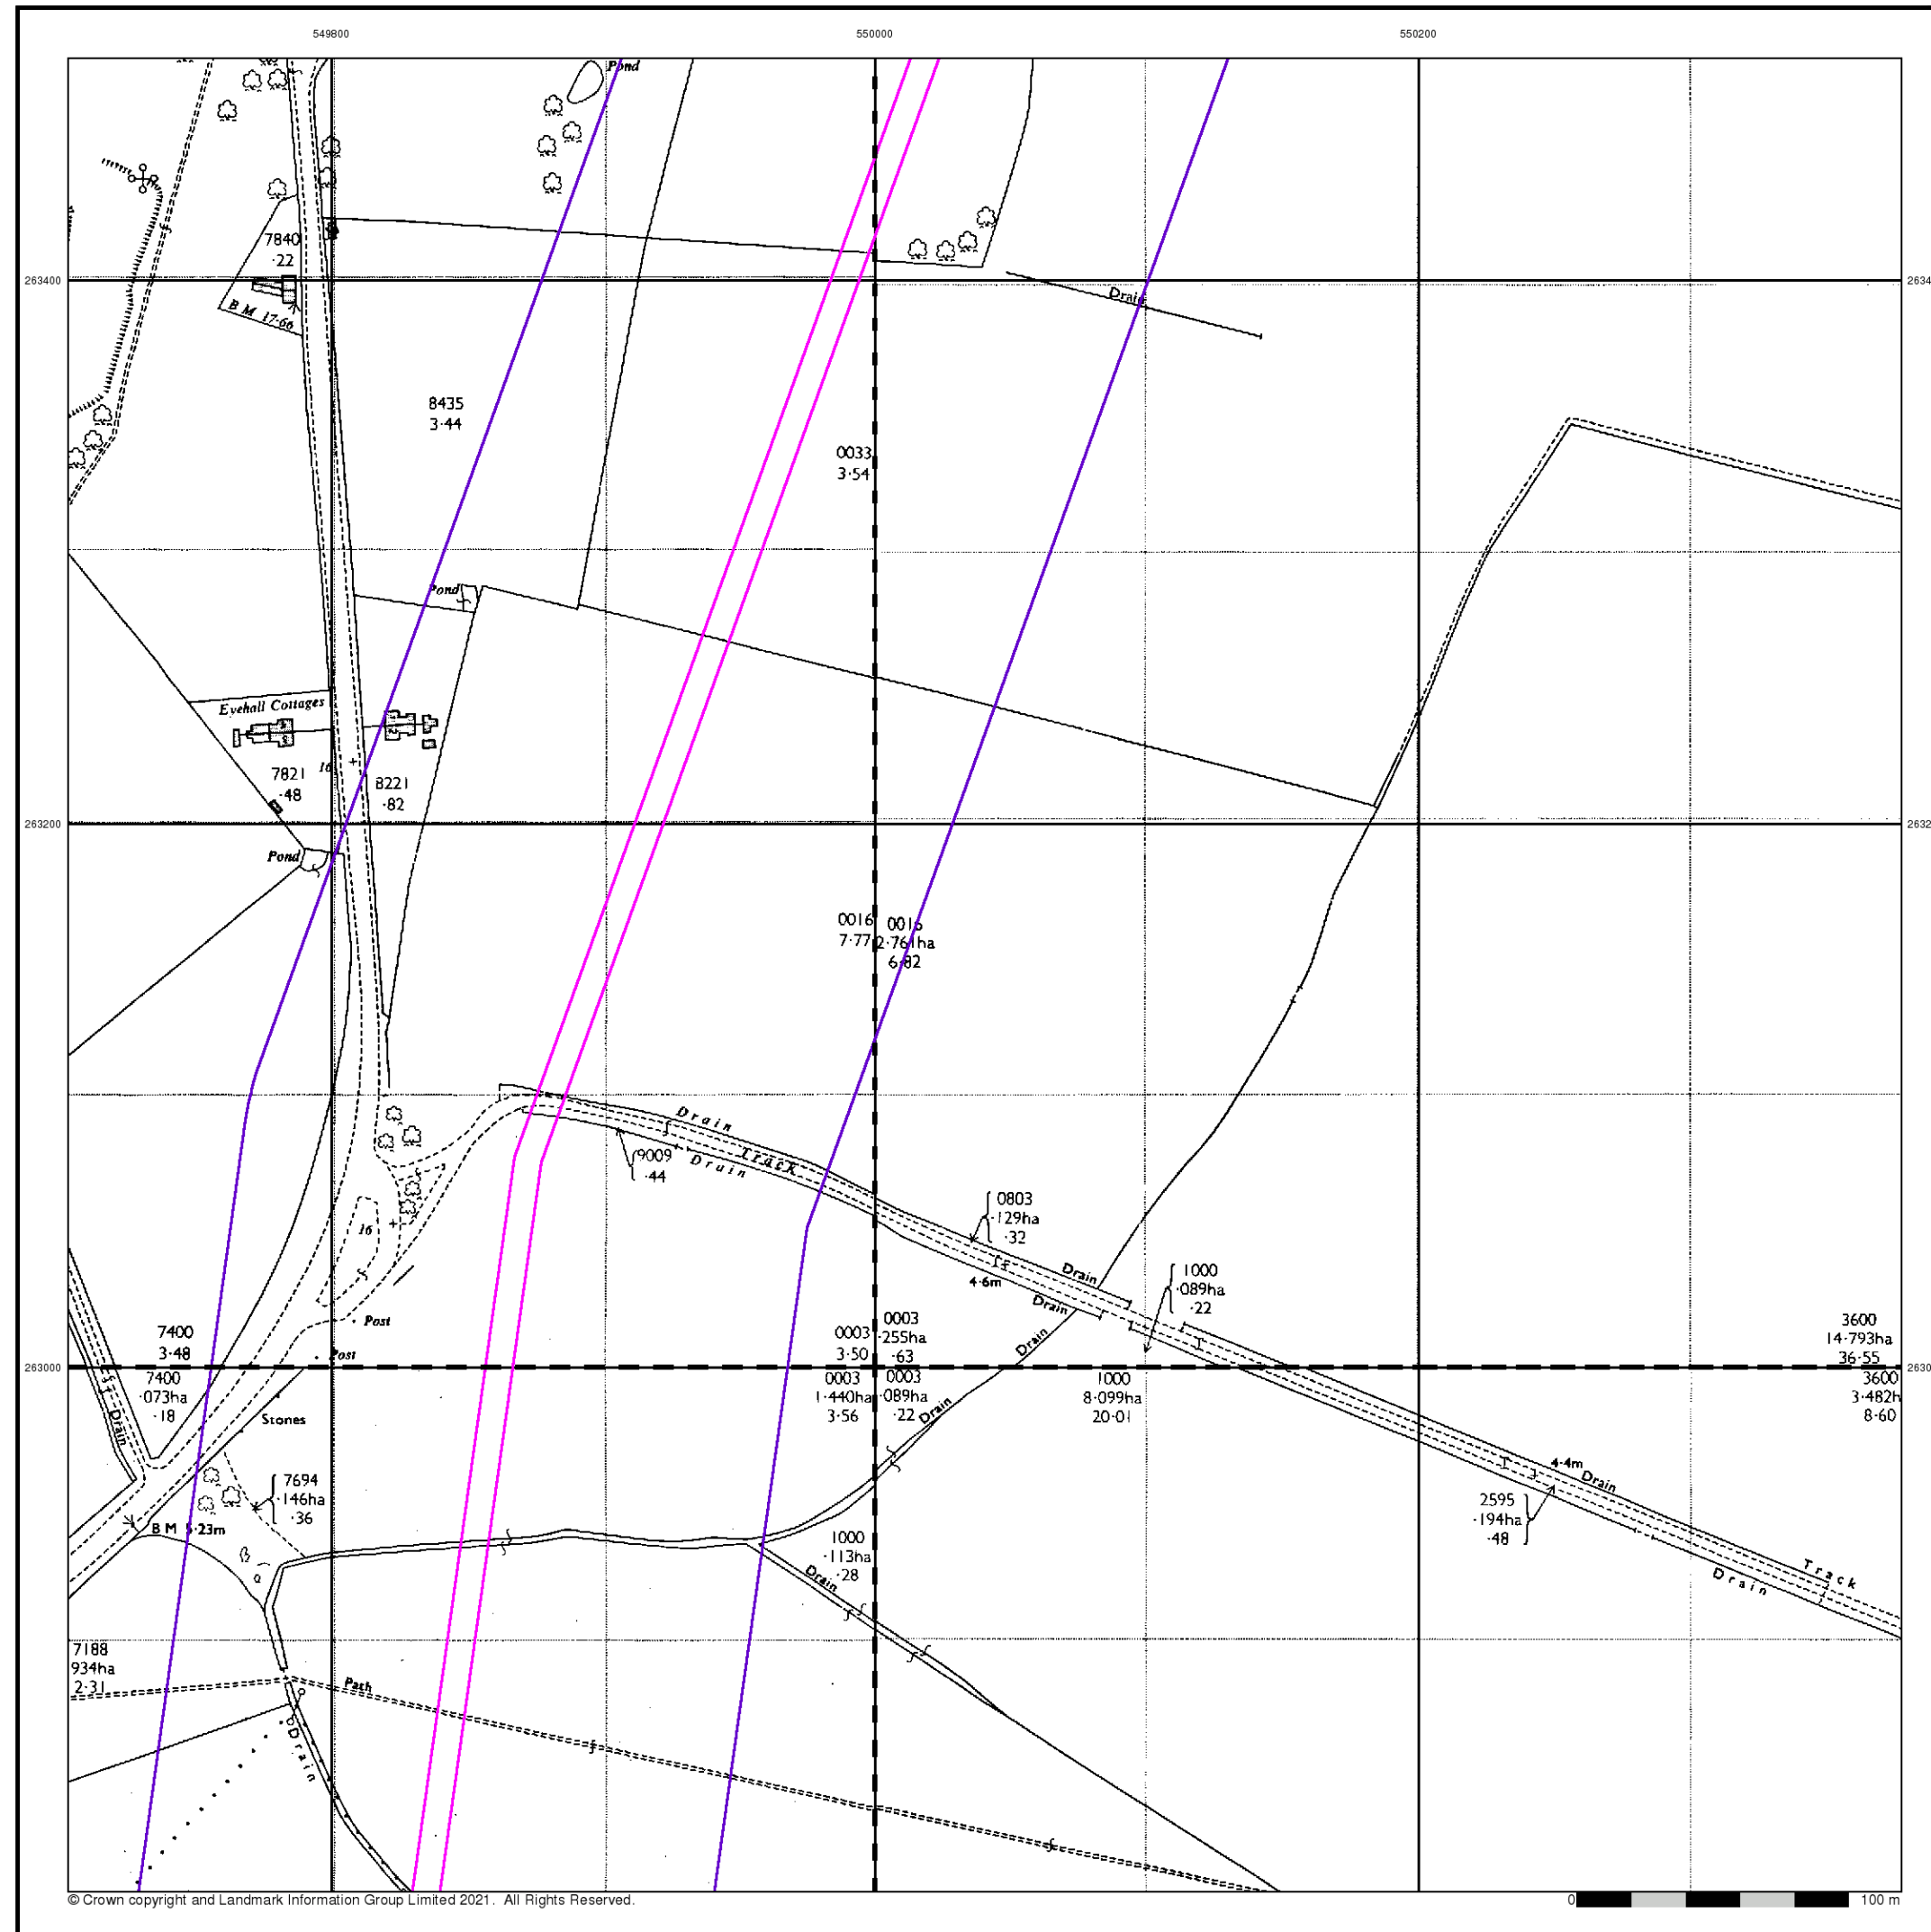 549800
550000
550200
Pond
7840
·22
263400
B M 17·66
Drain
8435
3·44
0033
3·54
Pond
Eyehall Cottages
7821
·48
16
8221
·82
263200
Pond
0016
7·77
0016
2·761ha
6·82
Drain
Track
Drain
9009
·44
0803
·129ha
·32
16
Drain
4·6m
Drain
1000
·089ha
·22
Post
7400
3·48
0003
3·50
0003
·255ha
·63
Drain
3600
14·793ha
36·55
Post
263000
7400
·073ha
·18
0003
1·440ha
3·56
0003
·089ha
·22
1000
8·099ha
20·01
3600
3·482h
8·60
Drain
Drain
Stones
7694
·146ha
·36
4·4m
Drain
2595
·194ha
·48
B M 5·23m
1000
·113ha
·28
Drain
Track
Drain
7188
934ha
2·31
Path
Drain
© Crown copyright and Landmark Information Group Limited 2021. All Rights Reserved.
0 100 m